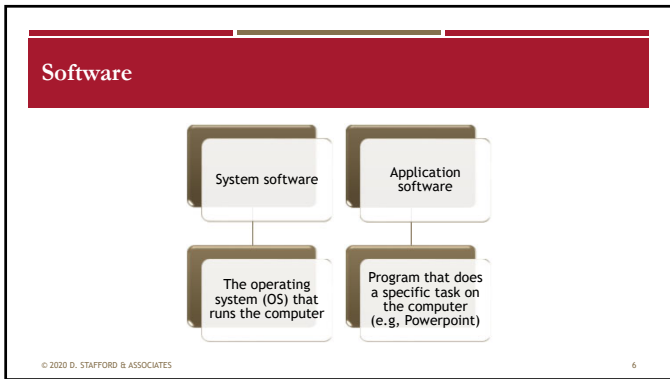 Software
System software
Application
software
The operating
system (OS) that
runs the computer
Program that does
a specific task on
the computer
(e.g, Powerpoint)
© 2020 D. STAFFORD & ASSOCIATES
6